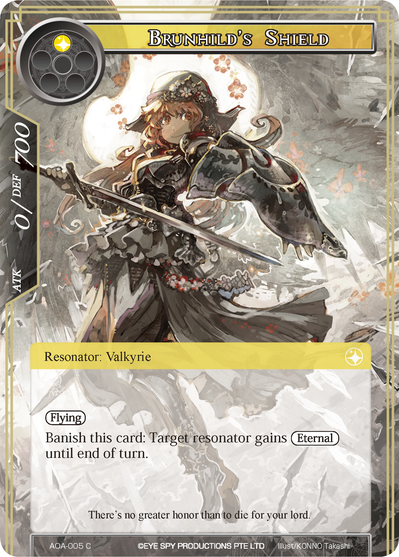 Brunhild's Shield
ATK 0 / DEF 700
Resonator: Valkyrie
Flying
Banish this card: Target resonator gains Eternal
until end of turn.
There's no greater honor than to die for your lord.
AOA-005 C ©EYE SPY PRODUCTIONS PTE LTD Illust/KONNO Takashi